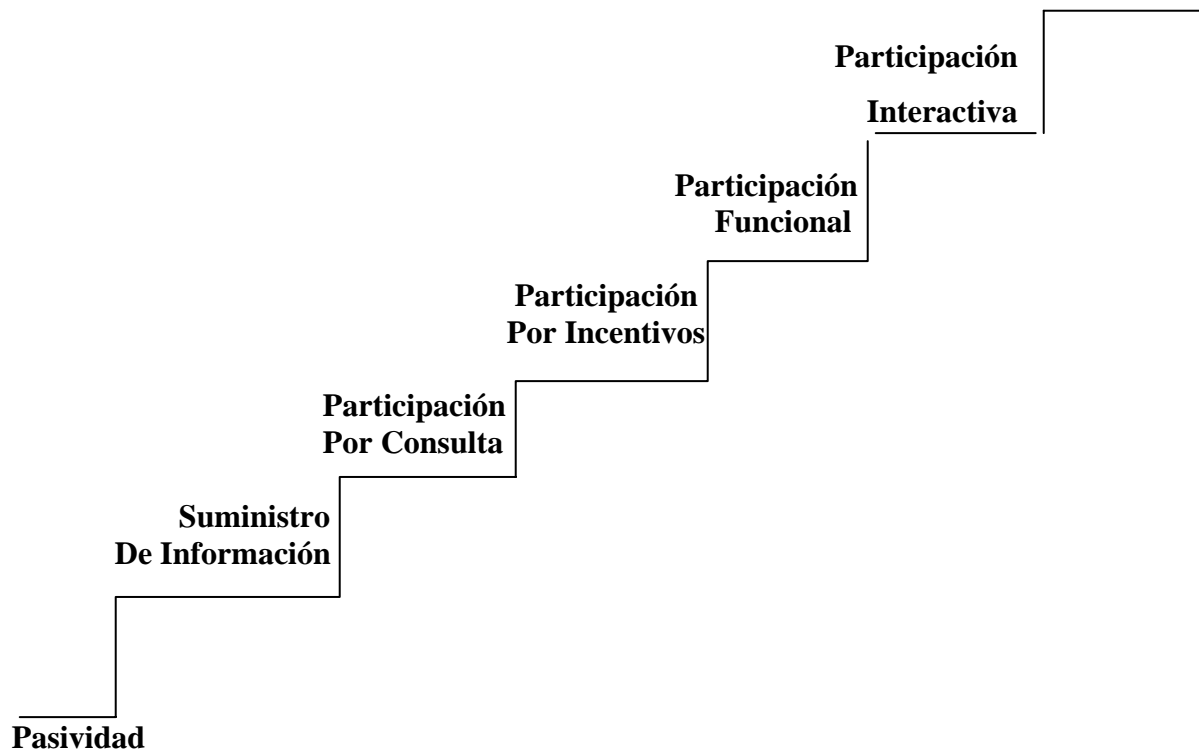 Participación
Interactiva
Participación
Funcional
Participación
Por Incentivos
Participación
Por Consulta
Suministro
De Información
Pasividad